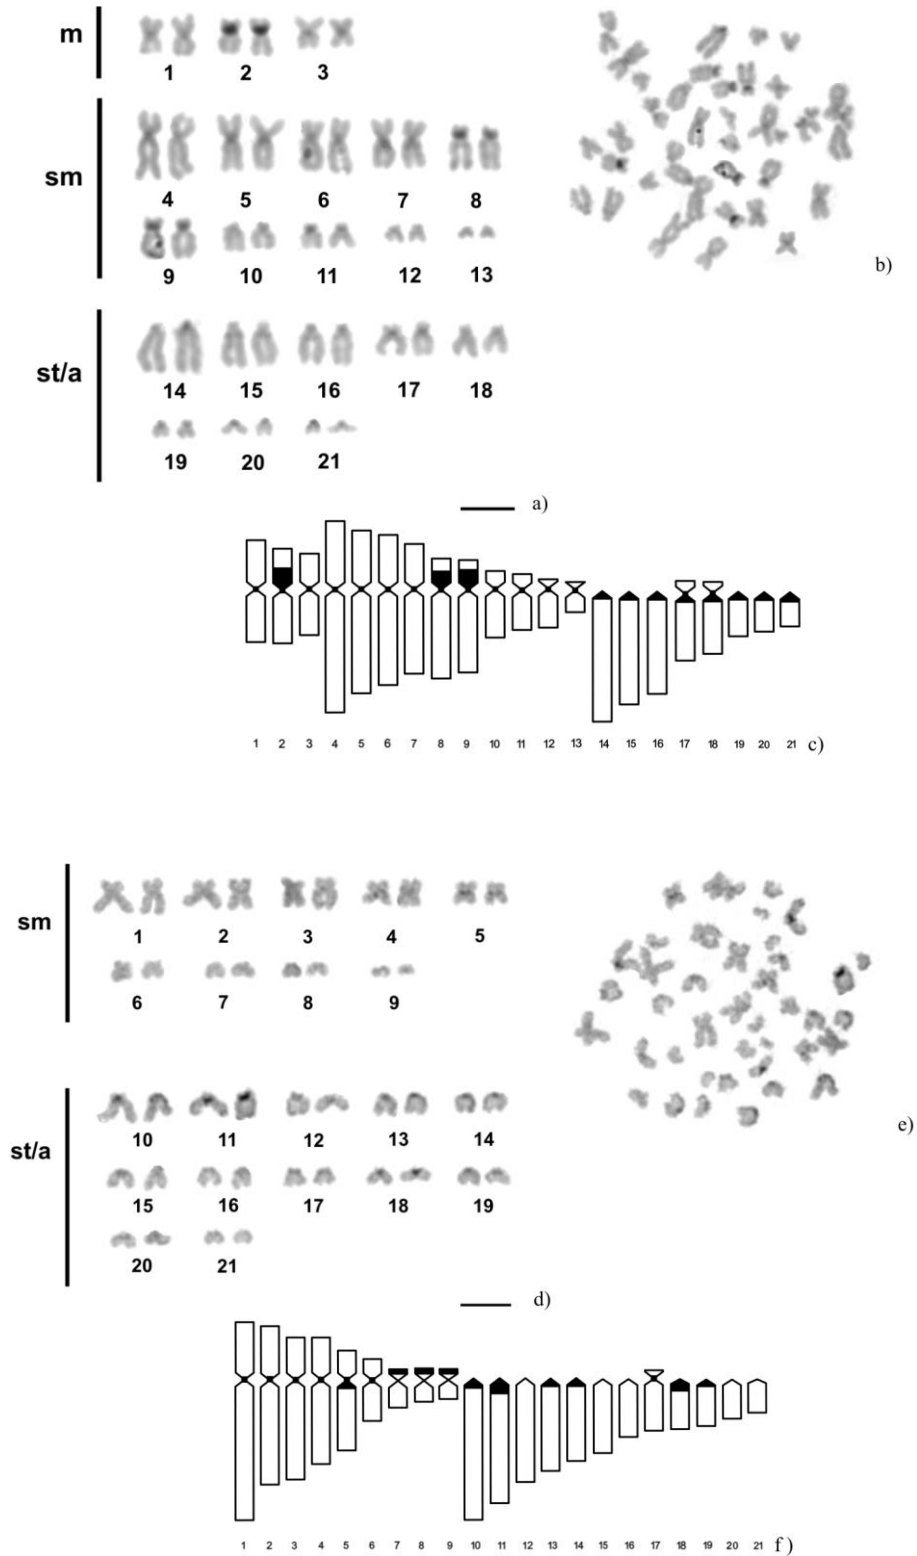 m
1 2 3
sm
4 5 6 7 8
9 10 11 12 13
b)
st/a
14 15 16 17 18
19 20 21
a)
1 2 3 4 5 6 7 8 9 10 11 12 13 14 15 16 17 18 19 20 21 c)
sm
1 2 3 4 5
6 7 8 9
e)
st/a
10 11 12 13 14
15 16 17 18 19
20 21
d)
1 2 3 4 5 6 7 8 9 10 11 12 13 14 15 16 17 18 19 20 21 f)